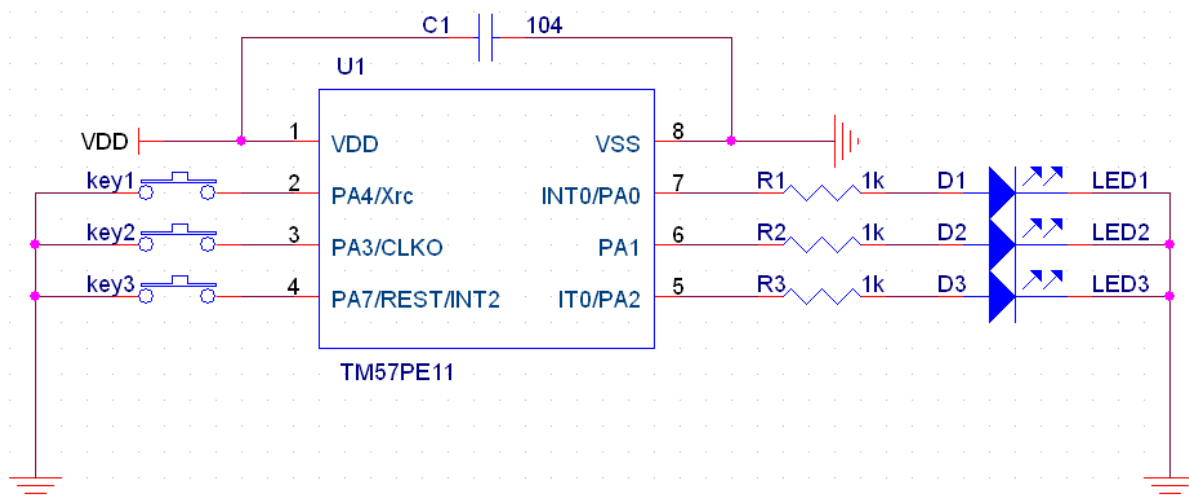 C1 104
U1
VDD 1 VDD VSS 8
key1 2 PA4/Xrc INT0/PA0 7 R1 1k D1 LED1
key2 3 PA3/CLKO PA1 6 R2 1k D2 LED2
key3 4 PA7/REST/INT2 IT0/PA2 5 R3 1k D3 LED3
TM57PE11